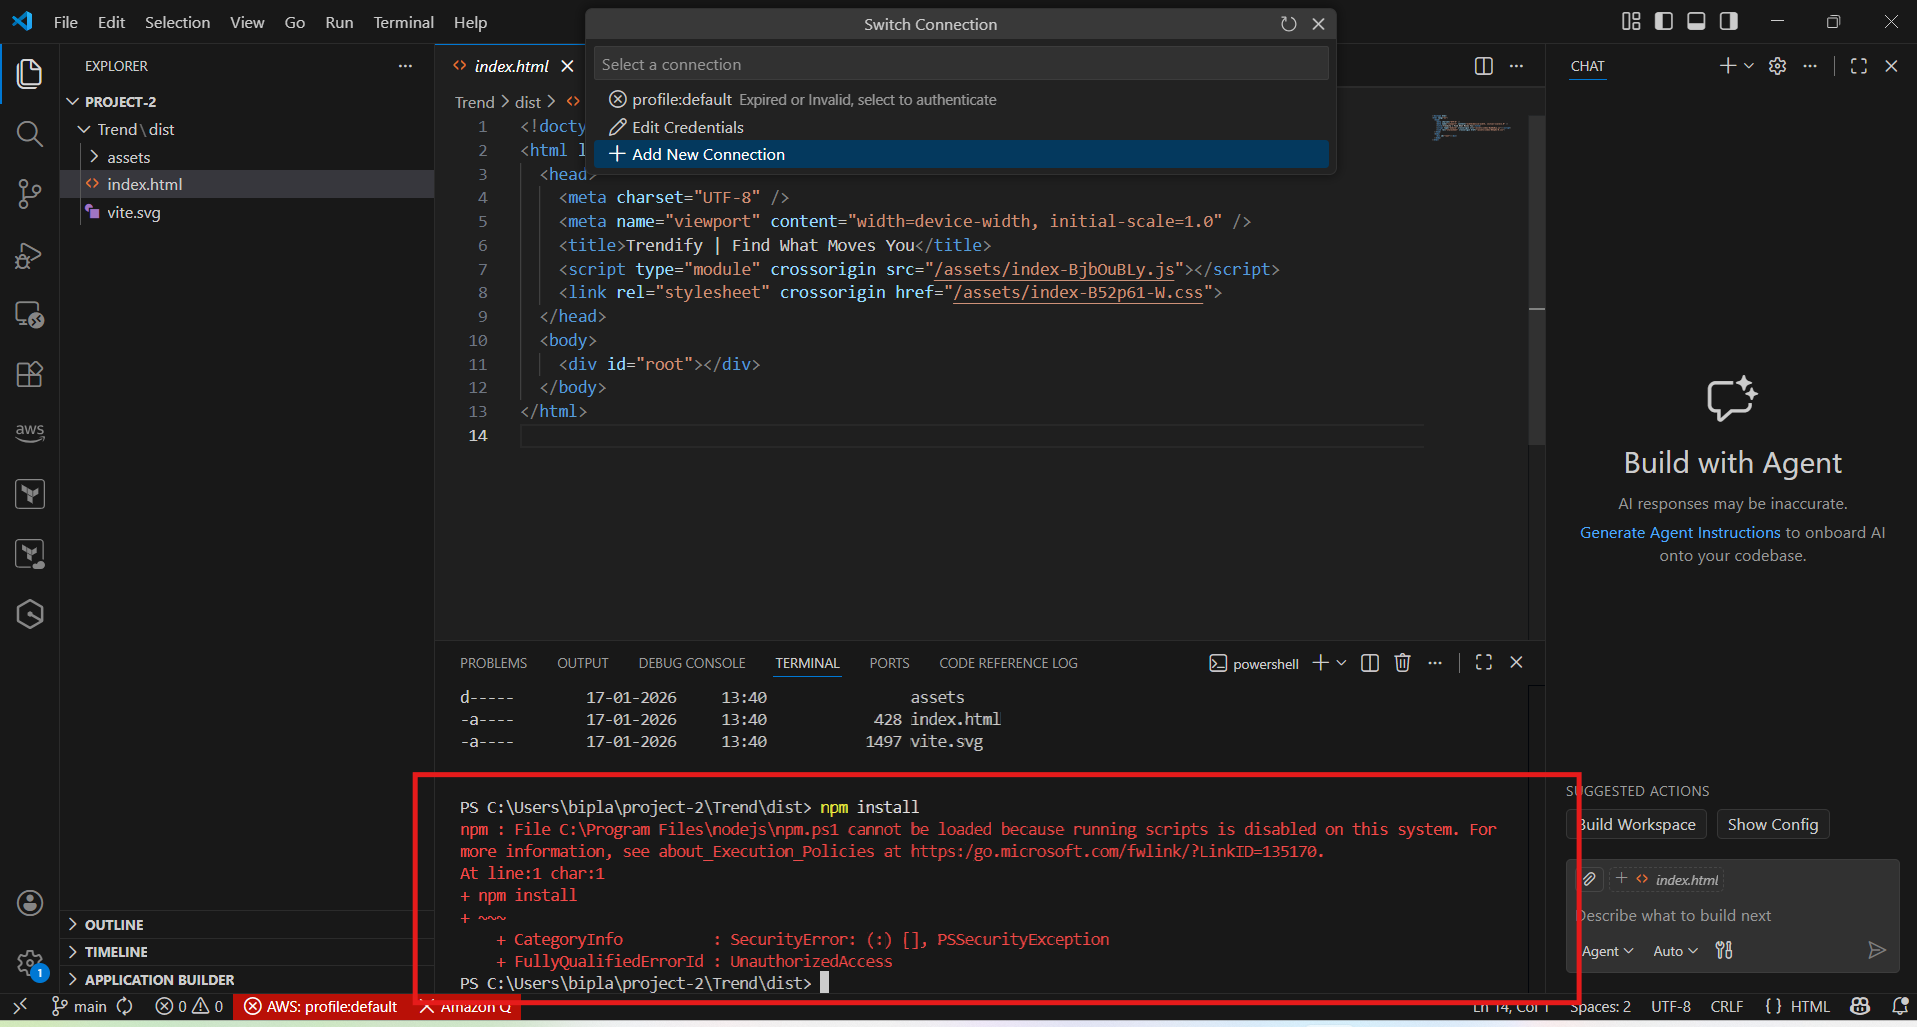 File Edit Selection View Go Run Terminal Help
Switch Connection
Select a connection
profile:default Expired or Invalid, select to authenticate
Edit Credentials
Add New Connection
EXPLORER
PROJECT-2
Trend\dist
assets
index.html
vite.svg
OUTLINE
TIMELINE
APPLICATION BUILDER
aws
1
index.html
Trend > dist >
1 <!docty
2 <html l
3 <head>
4 <meta charset="UTF-8" />
5 <meta name="viewport" content="width=device-width, initial-scale=1.0" />
6 <title>Trendify | Find What Moves You</title>
7 <script type="module" crossorigin src="/assets/index-BjbOuBLy.js"></script>
8 <link rel="stylesheet" crossorigin href="/assets/index-B52p61-W.css">
9 </head>
10 <body>
11 <div id="root"></div>
12 </body>
13 </html>
14
PROBLEMS OUTPUT DEBUG CONSOLE TERMINAL PORTS CODE REFERENCE LOG
powershell
d----- 17-01-2026 13:40 assets
-a---- 17-01-2026 13:40 428 index.html
-a---- 17-01-2026 13:40 1497 vite.svg
PS C:\Users\bipla\project-2\Trend\dist> npm install
npm : File C:\Program Files\nodejs\npm.ps1 cannot be loaded because running scripts is disabled on this system. For
more information, see about_Execution_Policies at https:/go.microsoft.com/fwlink/?LinkID=135170.
At line:1 char:1
+ npm install
+ ~~~
+ CategoryInfo : SecurityError: (:) [], PSSecurityException
+ FullyQualifiedErrorId : UnauthorizedAccess
PS C:\Users\bipla\project-2\Trend\dist>
CHAT
Build with Agent
AI responses may be inaccurate.
Generate Agent Instructions to onboard AI
onto your codebase.
SUGGESTED ACTIONS
Build Workspace Show Config
index.html
Describe what to build next
Agent Auto
main 0 0 AWS: profile:default Amazon Q Ln 14, Col 1 Spaces: 2 UTF-8 CRLF {} HTML